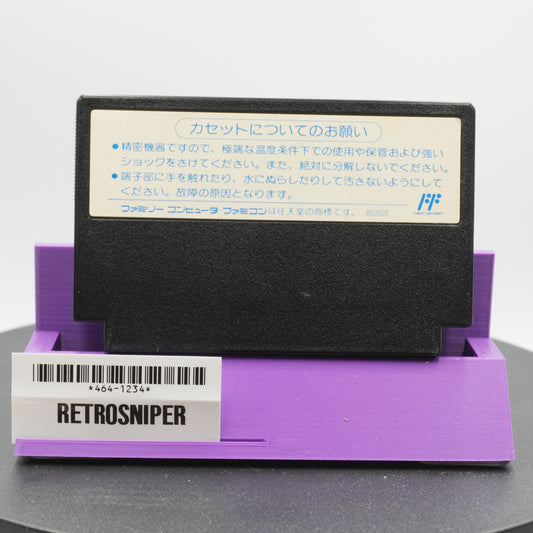 カセットについてのお願い
●精密機器ですので、極端な温度条件下での使用や保管および強い
ショックをさけてください。また、絶対に分解しないでください。
●端子部に手を触れたり、水にぬらしたりして汚さないようにして
ください。故障の原因となります。
ファミリーコンピュータ ファミコンは任天堂の商標です。 880920
*464-1234*
RETROSNIPER